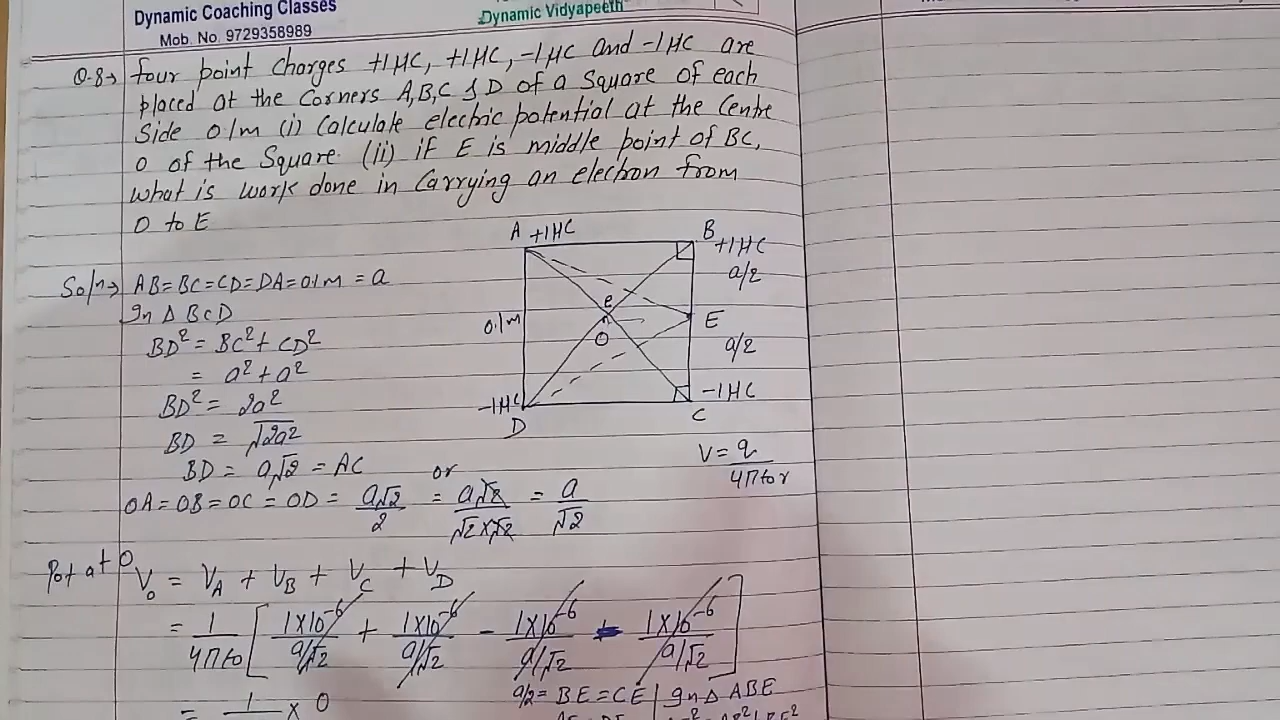 Dynamic Coaching Classes
Mob. No. 9729358989
Dynamic Vidyapeeth
Q.8→ Four point Charges +1μC, +1μC, -1μC and -1μC are
placed at the Corners A,B,C & D of a Square of each
Side 0.1m (i) Calculate electric potential at the Centre
O of the Square. (ii) if E is middle point of BC,
What is work done in Carrying an electron from
O to E
Soln→ AB=BC=CD=DA=0.1m = a
In Δ BCD
BD² = BC² + CD²
= a² + a²
BD² = 2a²
BD = √2a²
BD = a√2 = AC
OA = OB = OC = OD = a√2/2 or = a√2/√2×√2 = a/√2
A +1μC
B +1μC
a/2
0.1m
e
O
E
a/2
-1μC
D
-1μC
C
V = q/4π∈o r
Pot at O
V₀ = V_A + V_B + V_C + V_D
= 1/4π∈o [1×10⁻⁶/a/√2 + 1×10⁻⁶/a/√2 - 1×10⁻⁶/a/√2 - 1×10⁻⁶/a/√2]
= 1 × 0
a/2 = BE = CE | In Δ ABE